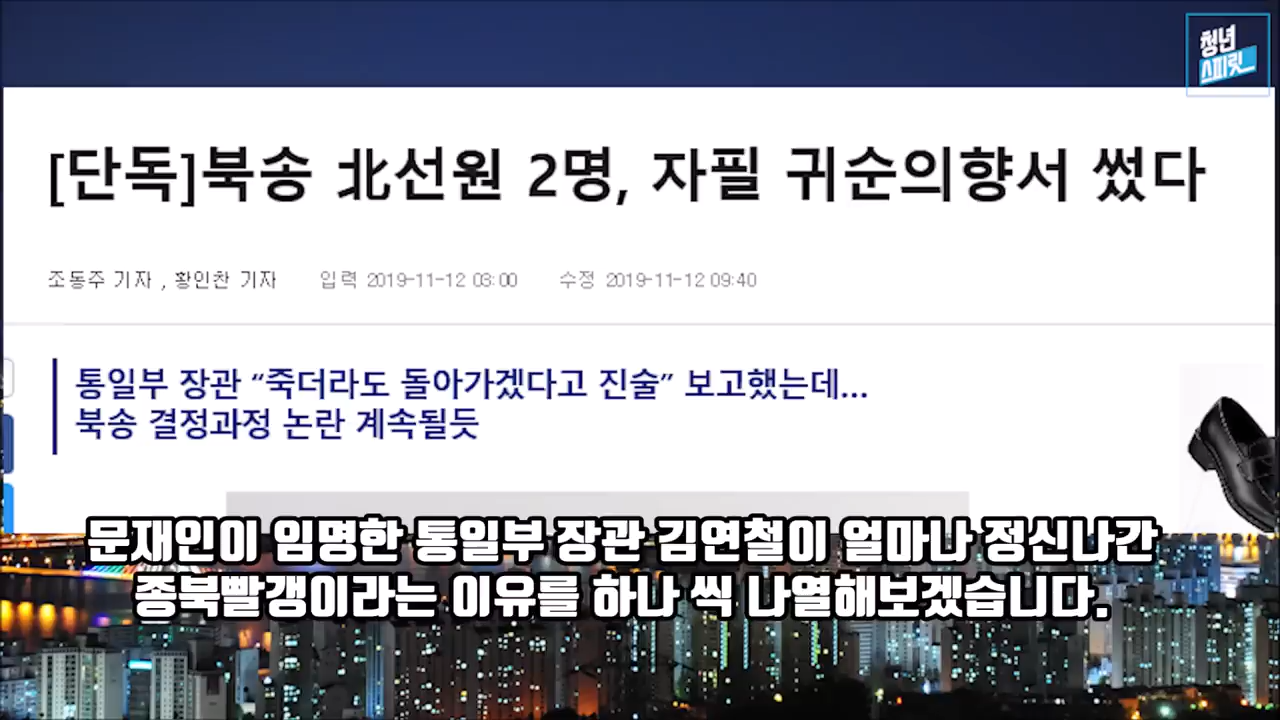 청년
스피릿
[단독]북송 北선원 2명, 자필 귀순의향서 썼다
조동주 기자 , 황인찬 기자 입력 2019-11-12 03:00 수정 2019-11-12 09:40
통일부 장관 “죽더라도 돌아가겠다고 진술” 보고했는데...
북송 결정과정 논란 계속될듯
문재인이 임명한 통일부 장관 김연철이 얼마나 정신나간
종북빨갱이라는 이유를 하나 씩 나열해보겠습니다.